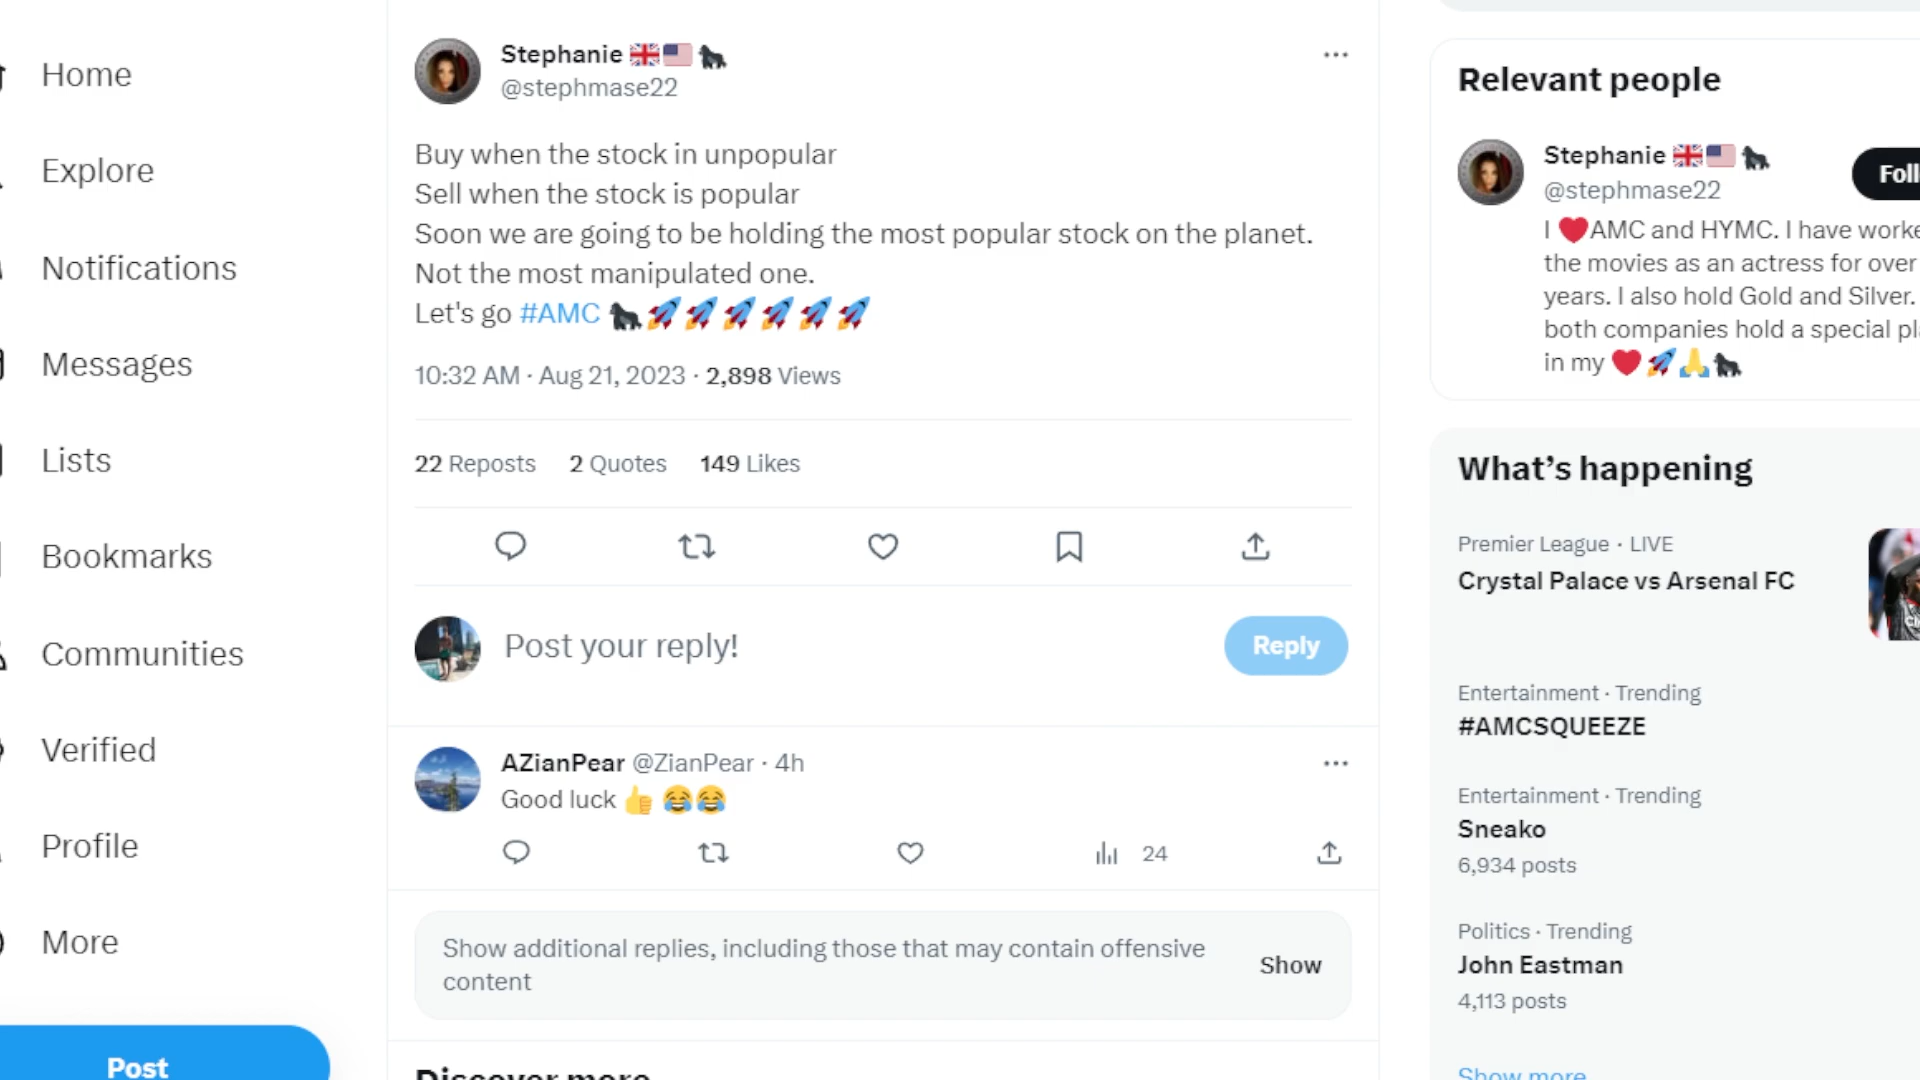 Home
Explore
Notifications
Messages
Lists
Bookmarks
Communities
Verified
Profile
More
Post
Stephanie 🇬🇧🇺🇸🦍
@stephmase22
Buy when the stock in unpopular
Sell when the stock is popular
Soon we are going to be holding the most popular stock on the planet.
Not the most manipulated one.
Let's go #AMC 🦍🚀🚀🚀🚀🚀🚀
10:32 AM · Aug 21, 2023 · 2,898 Views
22 Reposts 2 Quotes 149 Likes
Post your reply!
Reply
AZianPear @ZianPear · 4h
Good luck 👍 😂😂
24
Show additional replies, including those that may contain offensive
content
Show
Discover more
Relevant people
Stephanie 🇬🇧🇺🇸🦍
@stephmase22
I ❤️AMC and HYMC. I have
the movies as an actress for over
years. I also hold Gold and Silver.
both companies hold a special
in my ❤️🚀🙏🦍
What's happening
Premier League · LIVE
Crystal Palace vs Arsenal FC
Entertainment · Trending
#AMCSQUEEZE
Entertainment · Trending
Sneako
6,934 posts
Politics · Trending
John Eastman
4,113 posts
Show more